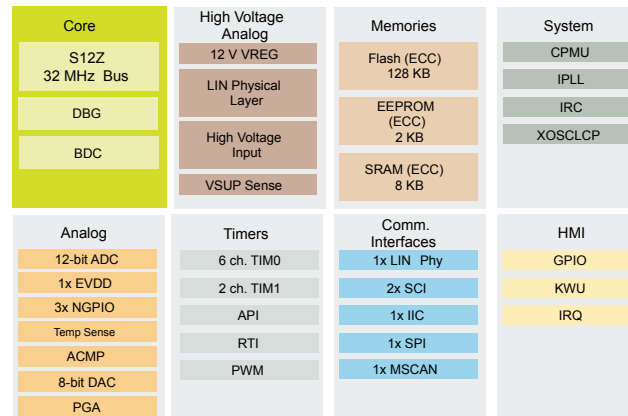 Core
S12Z
32 MHz Bus
DBG
BDC
High Voltage
Analog
12 V VREG
LIN Physical
Layer
High Voltage
Input
VSUP Sense
Memories
Flash (ECC)
128 KB
EEPROM
(ECC)
2 KB
SRAM (ECC)
8 KB
System
CPMU
IPLL
IRC
XOSCLCP
Analog
12-bit ADC
1x EVDD
3x NGPIO
Temp Sense
ACMP
8-bit DAC
PGA
Timers
6 ch. TIM0
2 ch. TIM1
API
RTI
PWM
Comm.
Interfaces
1x LIN Phy
2x SCI
1x IIC
1x SPI
1x MSCAN
HMI
GPIO
KWU
IRQ